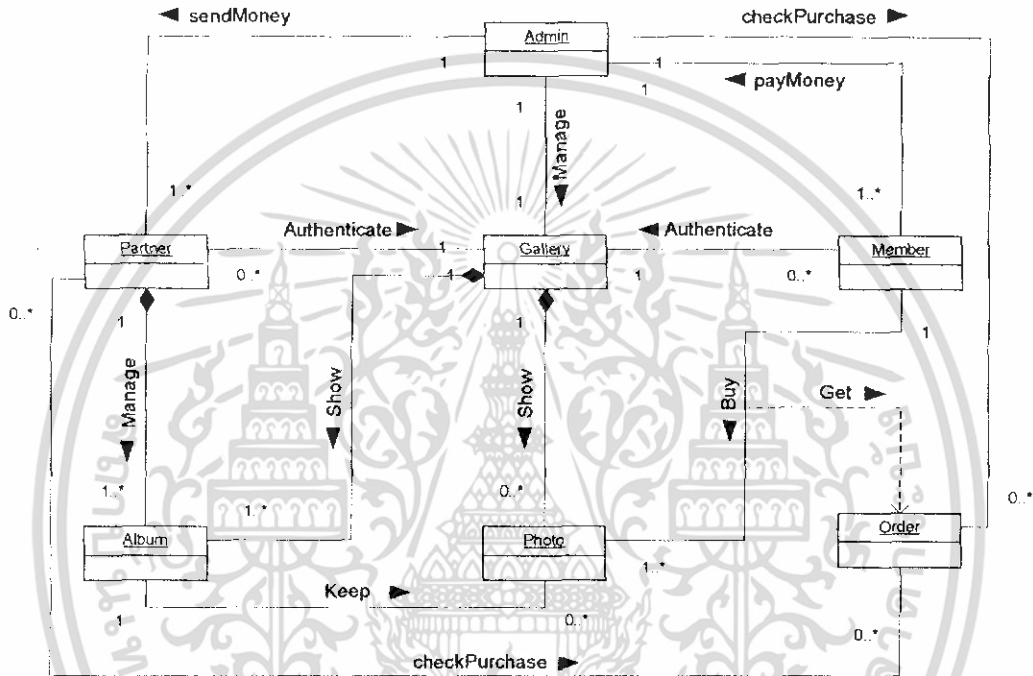 sendMoney
checkPurchase
Admin
1
1
1
payMoney
1
Manage
1..*
1
1..*
Authenticate
Authenticate
Partner
1
Gallery
Member
0..*
1
1
0..*
0..*
1
1
1
Manage
Show
Show
Buy
Get
1..*
1..*
0..*
0..*
Album
Photo
Order
1..*
Keep
1
0..*
0..*
checkPurchase